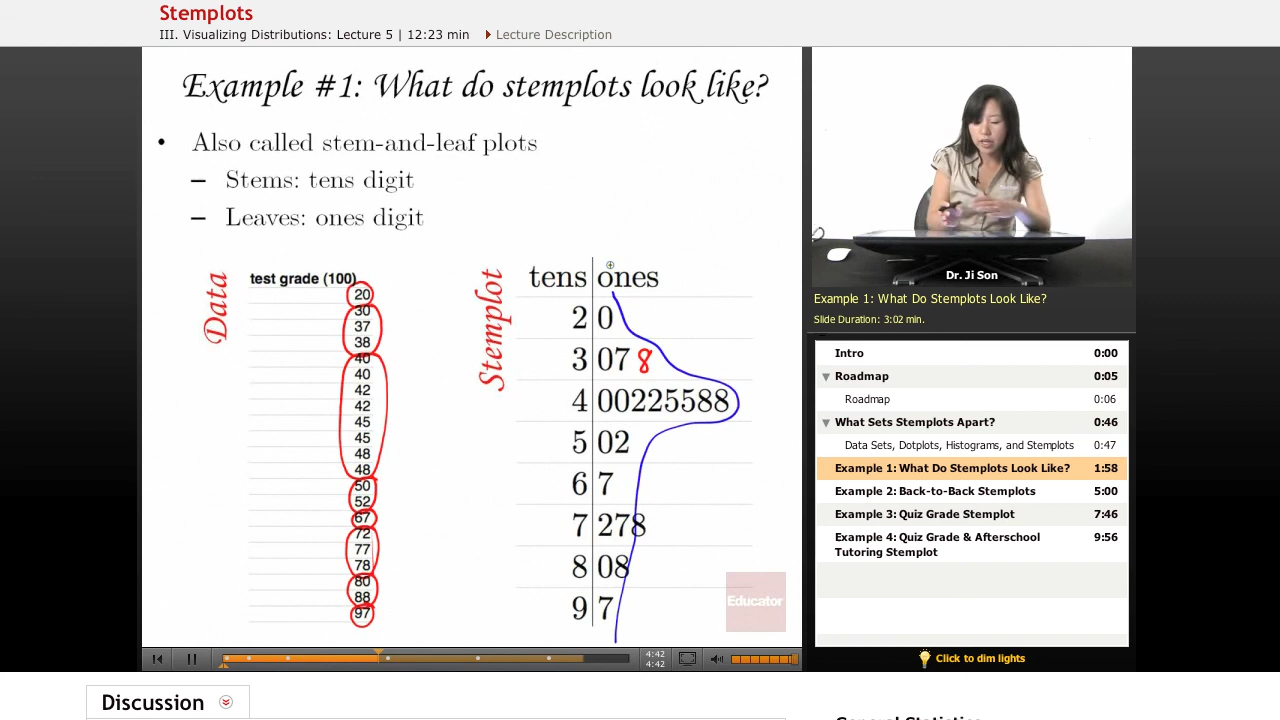 Stemplots
III. Visualizing Distributions: Lecture 5 | 12:23 min Lecture Description
Example #1: What do stemplots look like?
• Also called stem-and-leaf plots
– Stems: tens digit
– Leaves: ones digit
Data
test grade (100)
20
30
37
38
40
40
42
42
45
45
48
48
50
52
67
72
77
78
80
88
97
Stemplot
tens ones
2 0
3 07 8
4 00225588
5 02
6 7
7 278
8 08
9 7
Educator
4:42
4:42
Dr. Ji Son
Example 1: What Do Stemplots Look Like?
Slide Duration: 3:02 min.
Intro 0:00
Roadmap 0:05
Roadmap 0:06
What Sets Stemplots Apart? 0:46
Data Sets, Dotplots, Histograms, and Stemplots 0:47
Example 1: What Do Stemplots Look Like? 1:58
Example 2: Back-to-Back Stemplots 5:00
Example 3: Quiz Grade Stemplot 7:46
Example 4: Quiz Grade & Afterschool 9:56
Tutoring Stemplot
Click to dim lights
Discussion
General Statistics